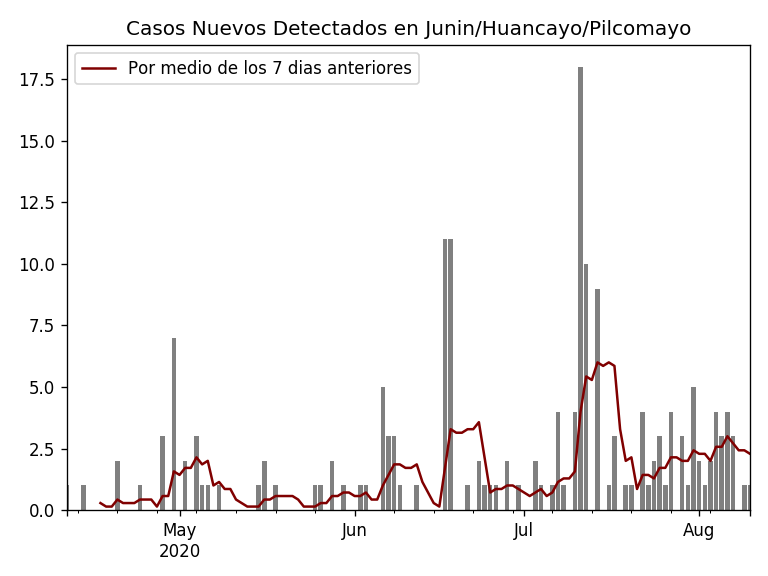 Casos Nuevos Detectados en Junin/Huancayo/Pilcomayo
Por medio de los 7 dias anteriores
17.5
15.0
12.5
10.0
7.5
5.0
2.5
0.0
May
2020
Jun
Jul
Aug